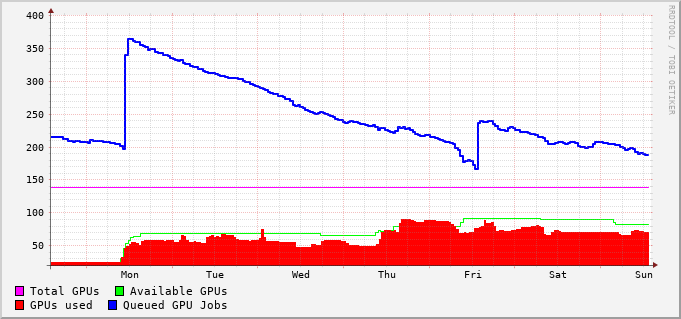 400
350
300
250
200
150
100
50
Mon Tue Wed Thu Fri Sat Sun
Total GPUs Available GPUs
GPUs used Queued GPU Jobs
RRDTOOL / TOBI OETIKER